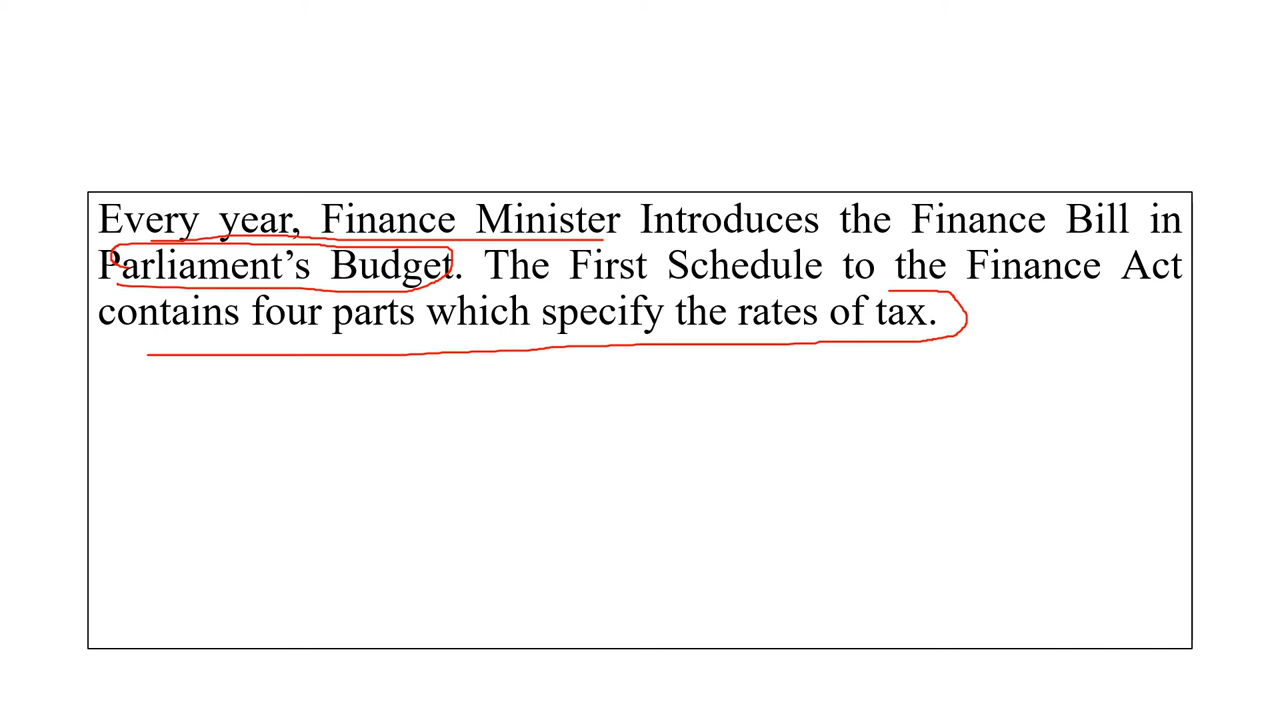 Every year, Finance Minister Introduces the Finance Bill in
Parliament’s Budget. The First Schedule to the Finance Act
contains four parts which specify the rates of tax.